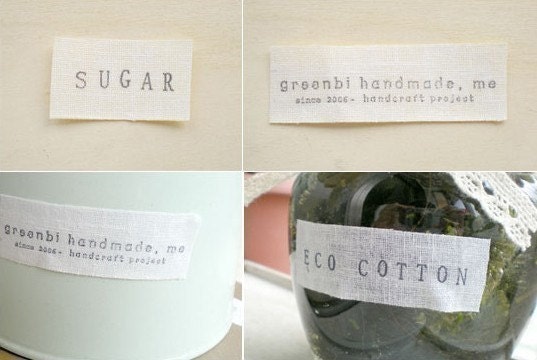 SUGAR
greenbi handmade, me
since 2006- handcraft project
greenbi handmade, me
since 2006- handcraft project
ECO COTTON